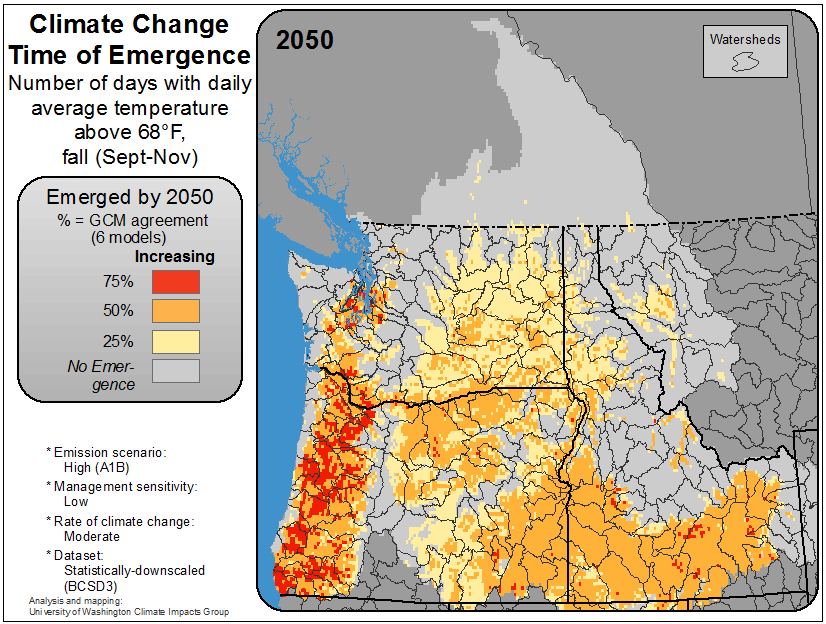 Climate Change
Time of Emergence
Number of days with daily
average temperature
above 68°F,
fall (Sept-Nov)
Emerged by 2050
% = GCM agreement
(6 models)
Increasing
75%
50%
25%
No Emer-
gence
* Emission scenario:
High (A1B)
* Management sensitivity:
Low
* Rate of climate change:
Moderate
* Dataset:
Statistically-downscaled
(BCSD3)
Analysis and mapping:
University of Washington Climate Impacts Group
2050
Watersheds